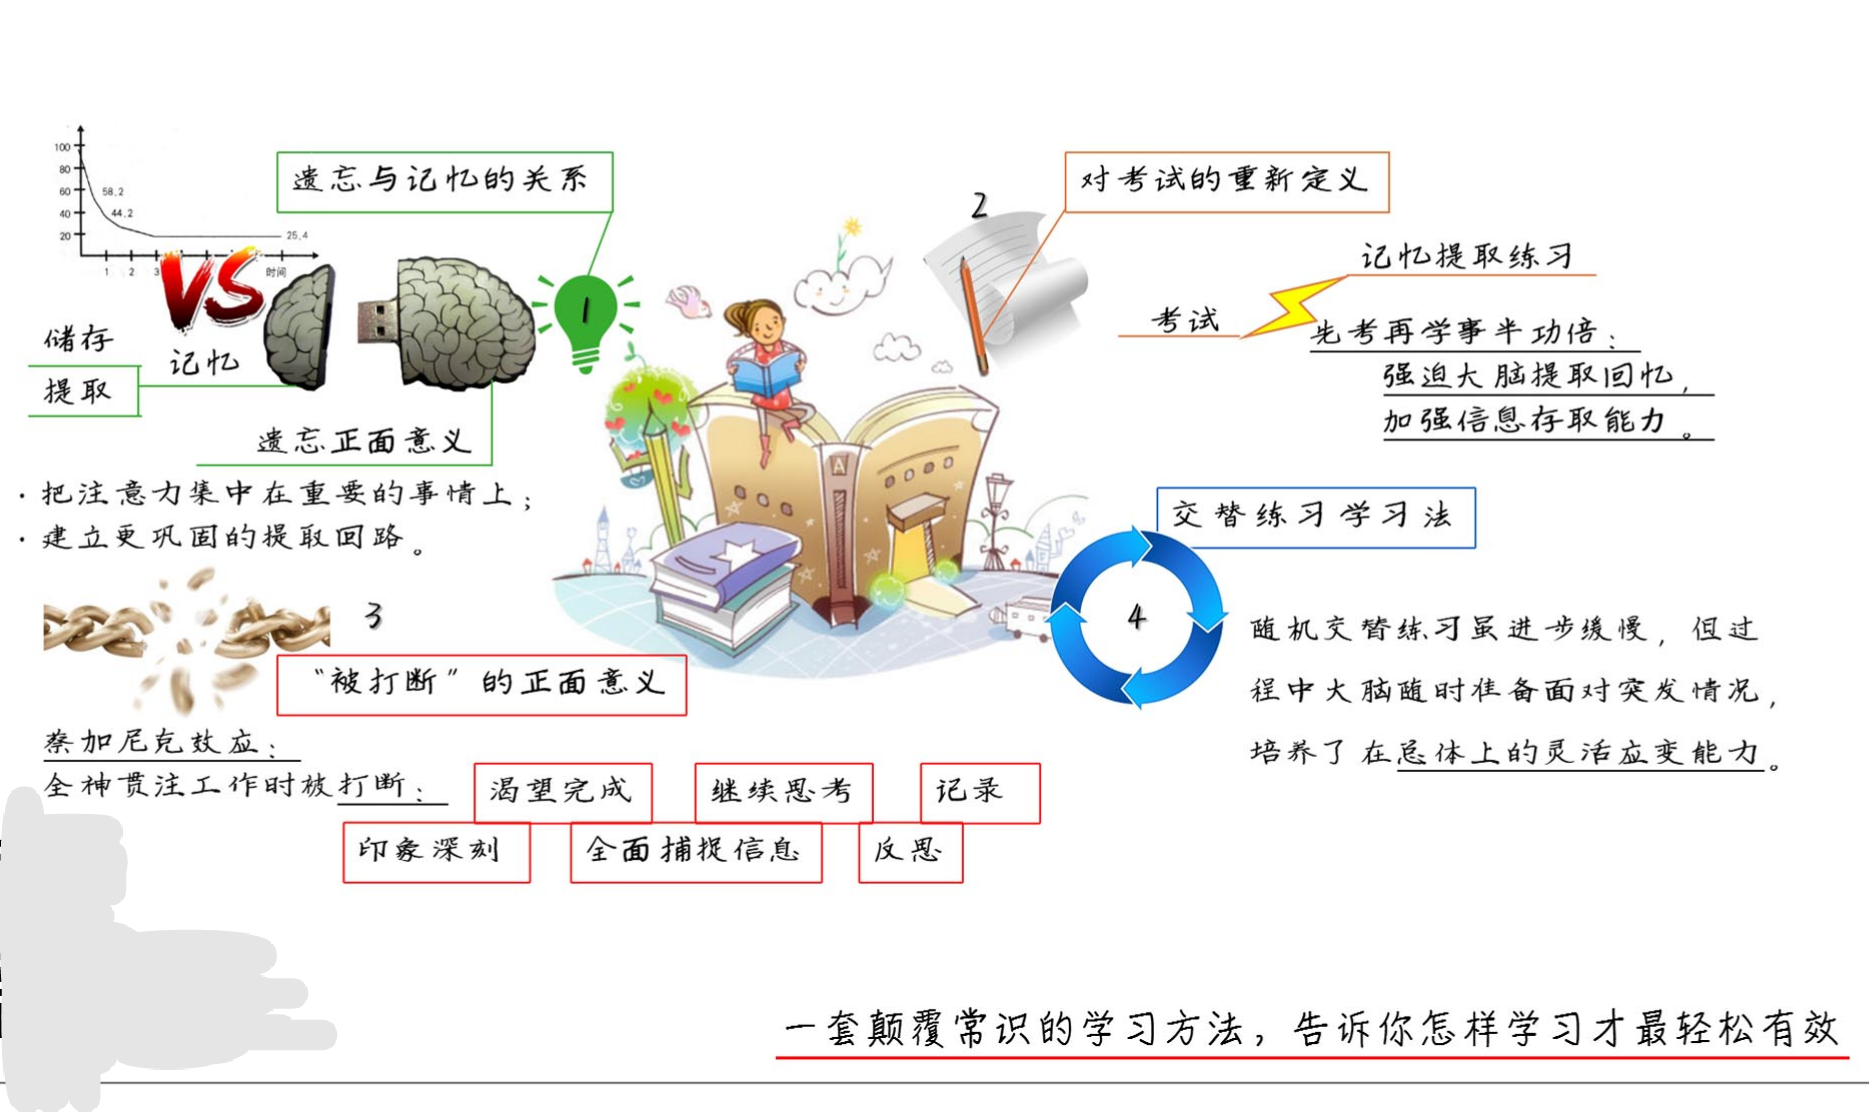 100
80
60
40
20
58.2
44.2
25.4
1
2
3
时间
VS
遗忘与记忆的关系
1
储存
提取
记忆
遗忘正面意义
· 把注意力集中在重要的事情上；
· 建立更巩固的提取回路。
2
对考试的重新定义
考试
记忆提取练习
先考再学事半功倍：
强迫大脑提取回忆，
加强信息存取能力。
A
3
“被打断”的正面意义
蔡加尼克效应：
全神贯注工作时被打断：
渴望完成
继续思考
记录
印象深刻
全面捕捉信息
反思
交替练习学习法
4
随机交替练习虽进步缓慢，但过
程中大脑随时准备面对突发情况，
培养了在总体上的灵活应变能力。
一套颠覆常识的学习方法，告诉你怎样学习才最轻松有效